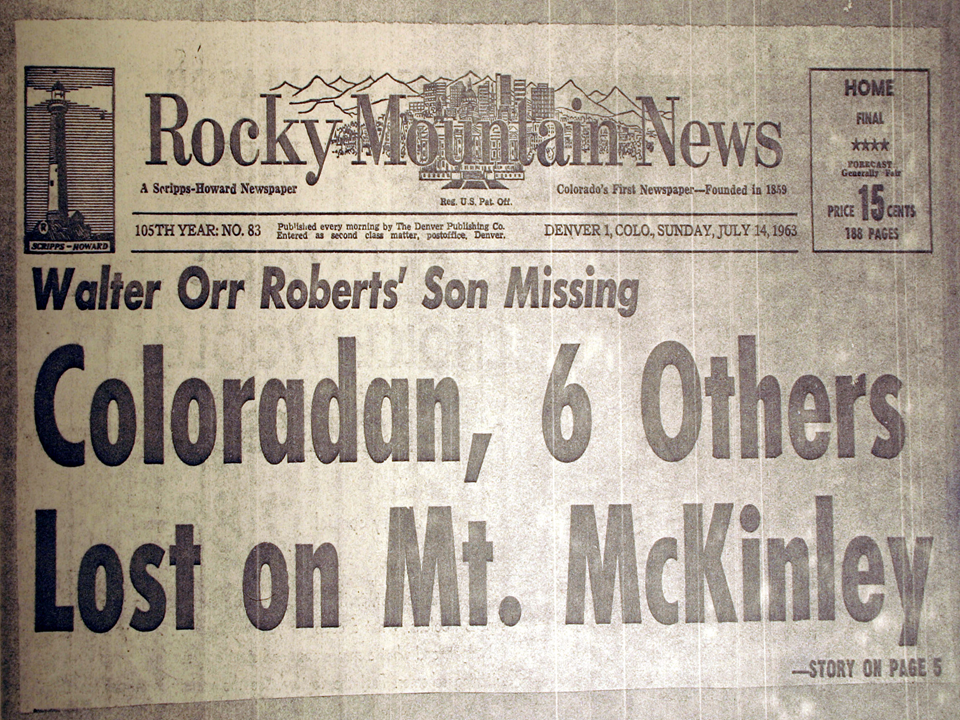 Rocky Mountain News
A Scripps-Howard Newspaper
Colorado's First Newspaper—Founded in 1859
Reg. U.S. Pat. Off.
SCRIPPS-HOWARD
HOME
FINAL
★★★★
FORECAST
Generally Fair
PRICE 15 CENTS
188 PAGES
105TH YEAR: NO. 83
Published every morning by The Denver Publishing Co.
Entered as second class matter, postoffice, Denver.
DENVER 1, COLO., SUNDAY, JULY 14, 1963
Walter Orr Roberts' Son Missing
Coloradan, 6 Others
Lost on Mt. McKinley
—STORY ON PAGE 5